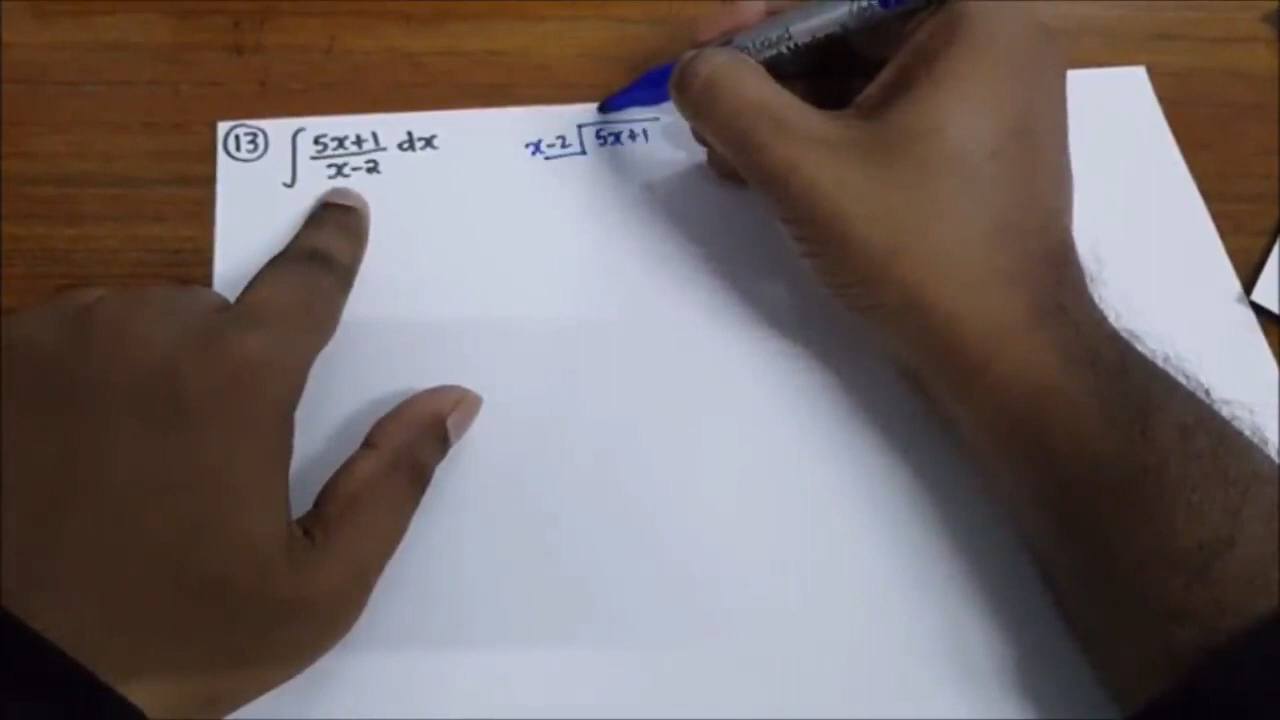 ⑬ ∫ 5x+1/x-2 dx
x-2 ⟌ 5x+1